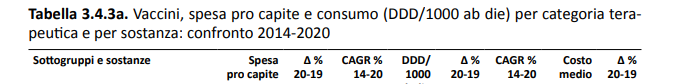 Tabella 3.4.3a. Vaccini, spesa pro capite e consumo (DDD/1000 ab die) per categoria tera-
peutica e per sostanza: confronto 2014-2020
Sottogruppi e sostanze Spesa Δ % CAGR % DDD/ Δ % CAGR % Costo Δ %
pro capite 20-19 14-20 1000 20-19 14-20 medio 20-19